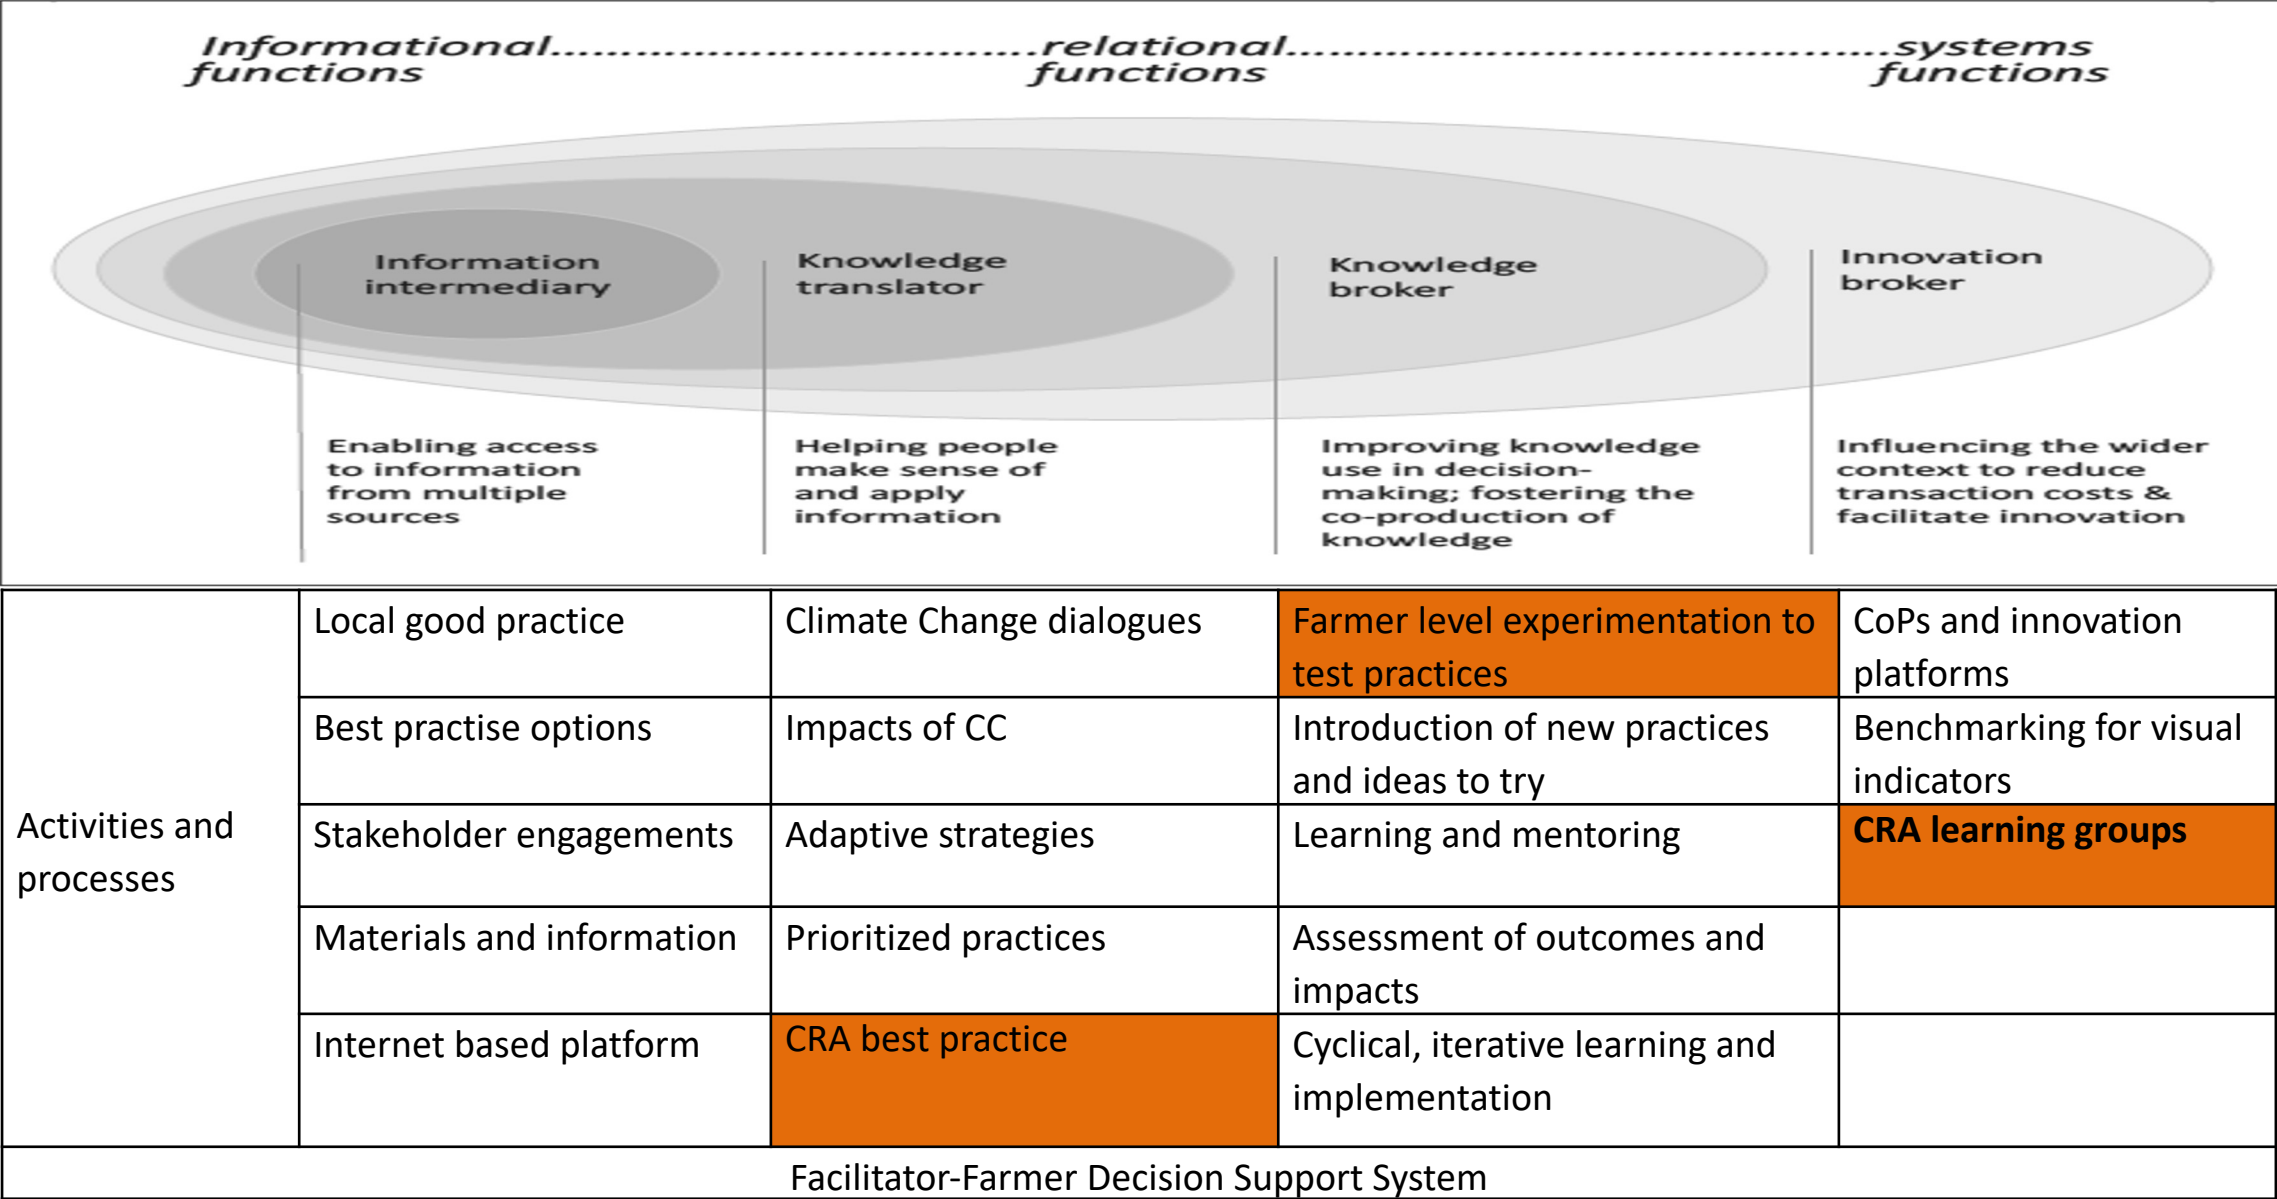 Informational.....................................relational..............................................systems
functions functions functions
Information
intermediary
Knowledge
translator
Knowledge
broker
Innovation
broker
Enabling access
to information
from multiple
sources
Helping people
make sense of
and apply
information
Improving knowledge
use in decision-
making; fostering the
co-production of
knowledge
Influencing the wider
context to reduce
transaction costs &
facilitate innovation
Activities and
processes
Local good practice
Climate Change dialogues
Farmer level experimentation to
test practices
CoPs and innovation
platforms
Best practise options
Impacts of CC
Introduction of new practices
and ideas to try
Benchmarking for visual
indicators
Stakeholder engagements
Adaptive strategies
Learning and mentoring
CRA learning groups
Materials and information
Prioritized practices
Assessment of outcomes and
impacts
Internet based platform
CRA best practice
Cyclical, iterative learning and
implementation
Facilitator-Farmer Decision Support System